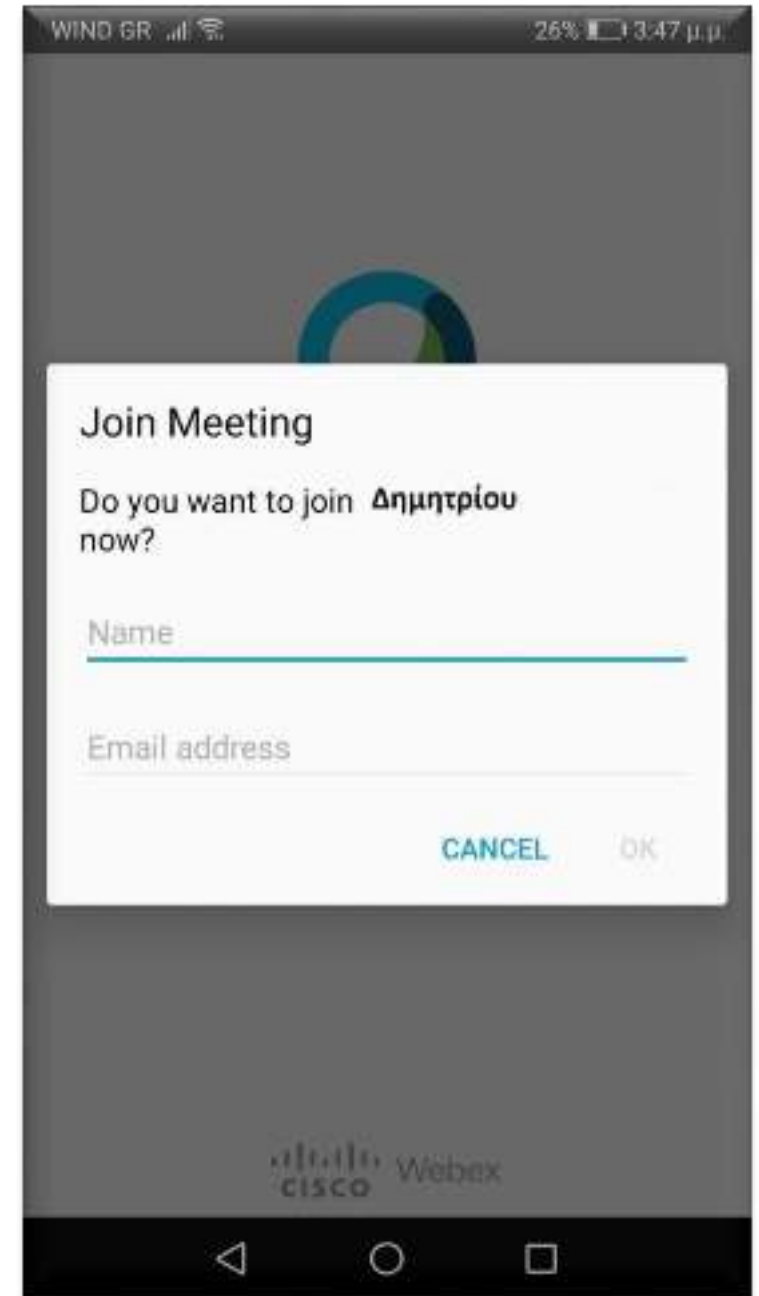 WIND GR 26% 3:47 μ.μ.
Join Meeting
Do you want to join Δημητρίου
now?
Name
Email address
CANCEL OK
CISCO Webex